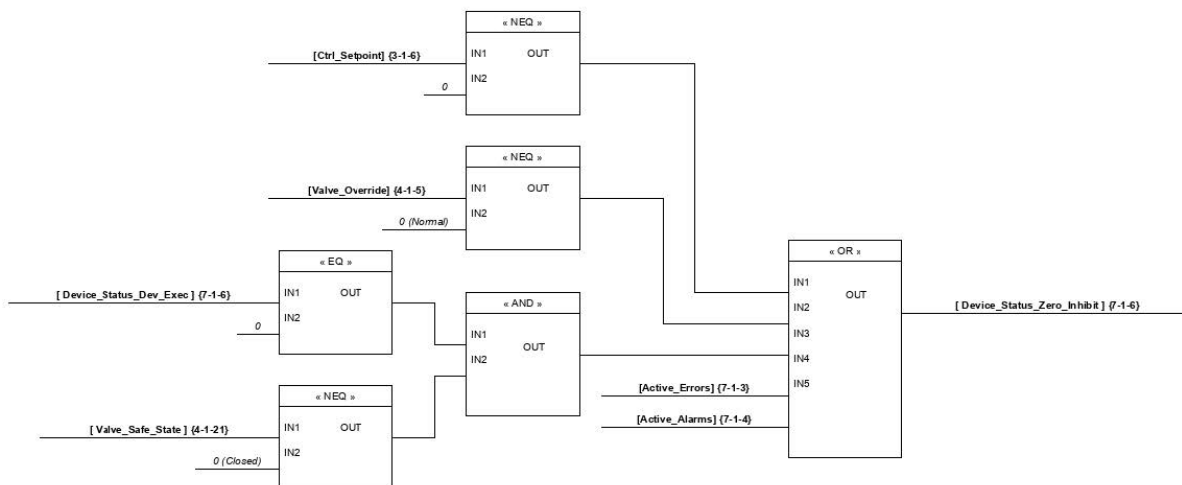 « NEQ »
IN1 OUT
[Ctrl_Setpoint] {3-1-6}
IN2
0
« NEQ »
IN1 OUT
[Valve_Override] {4-1-5}
IN2
0 (Normal)
« EQ »
IN1 OUT
[ Device_Status_Dev_Exec ] {7-1-6}
IN2
0
« AND »
IN1
OUT
IN2
« NEQ »
IN1 OUT
[ Valve_Safe_State ] {4-1-21}
IN2
0 (Closed)
« OR »
IN1
OUT
IN2
IN3
IN4
IN5
[Active_Errors] {7-1-3}
[Active_Alarms] {7-1-4}
[ Device_Status_Zero_Inhibit ] {7-1-6}